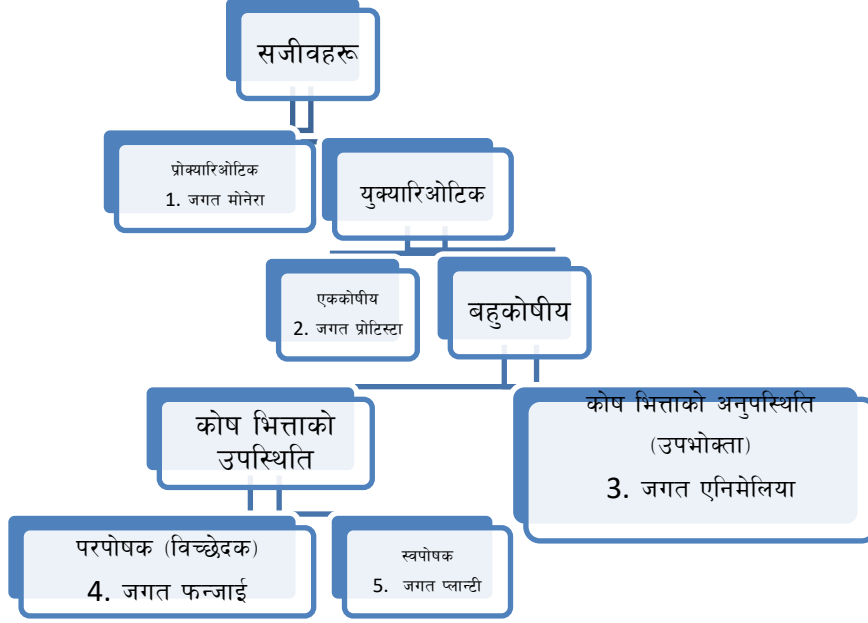 सजीवहरू
प्रोक्यारिओटिक
1. जगत मोनेरा
युक्यारिओटिक
एककोषीय
2. जगत प्रोटिस्टा
बहुकोषीय
कोष भित्ताको
उपस्थिति
कोष भित्ताको अनुपस्थिति
(उपभोक्ता)
3. जगत एनिमेलिया
परपोषक (विच्छेदक)
4. जगत फन्जाई
स्वपोषक
5. जगत प्लान्टी